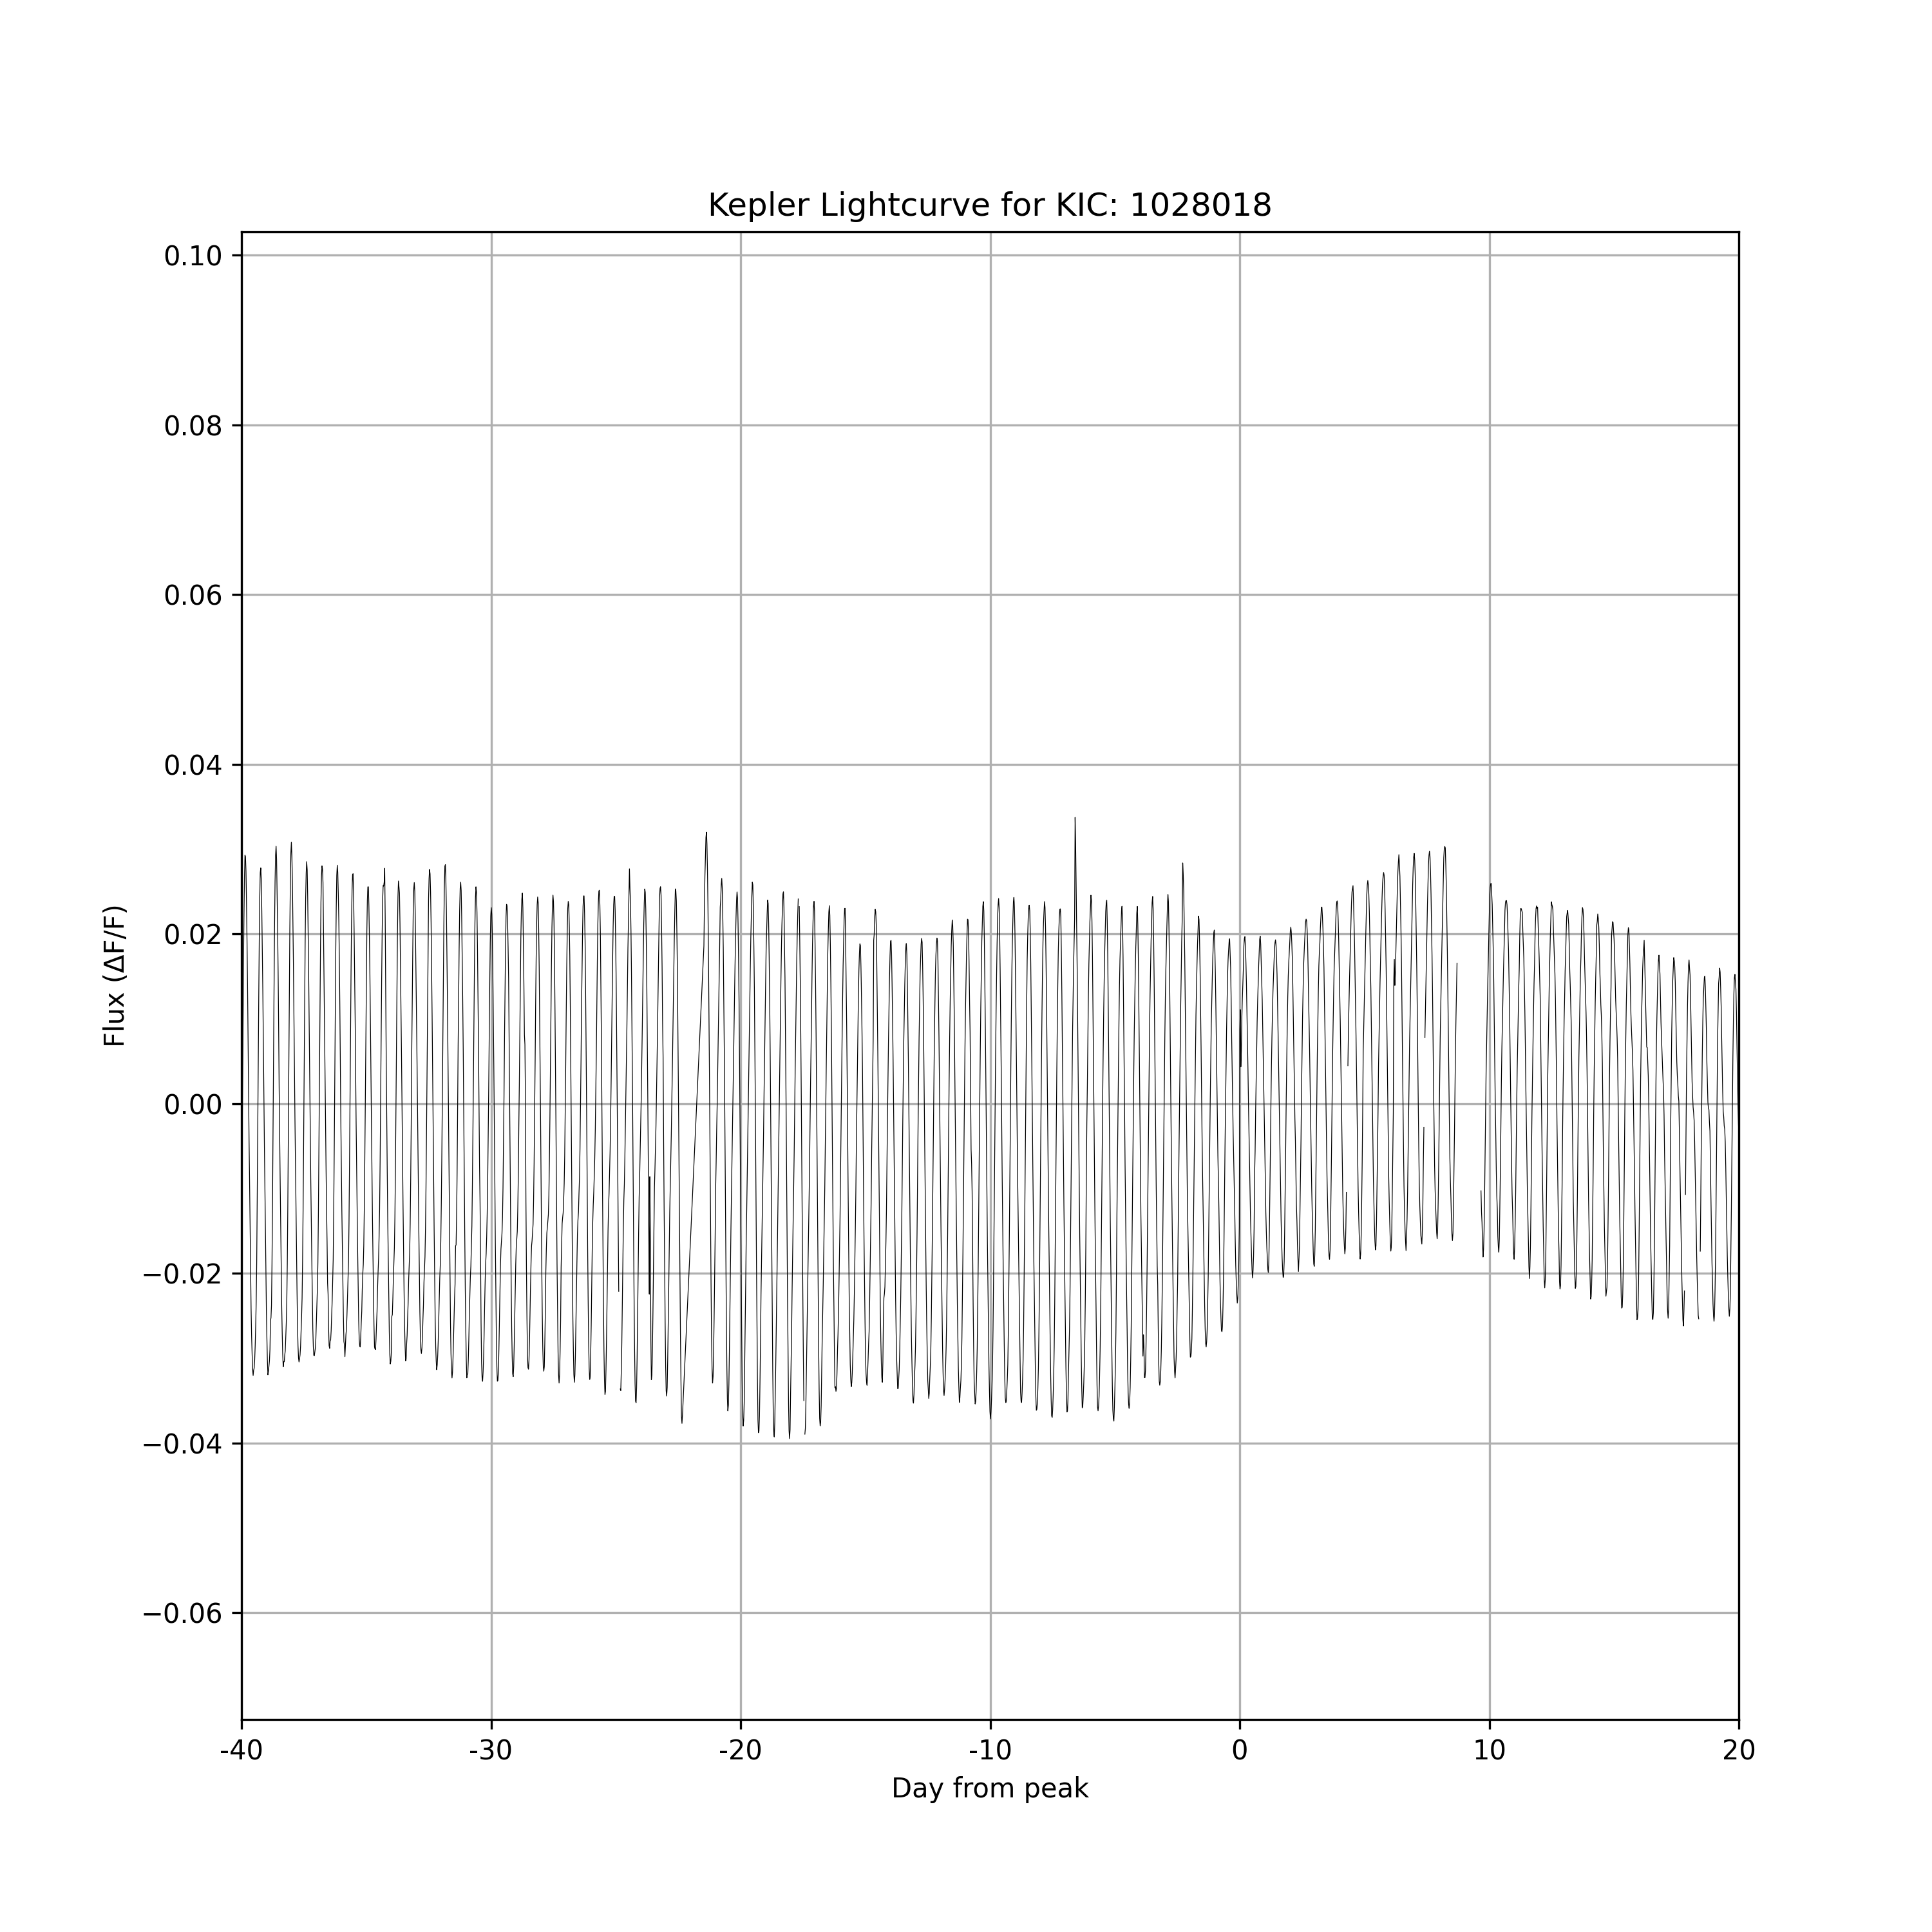 Kepler Lightcurve for KIC: 1028018
0.10
0.08
0.06
0.04
0.02
0.00
−0.02
−0.04
−0.06
Flux (ΔF/F)
-40 -30 -20 -10 0 10 20
Day from peak